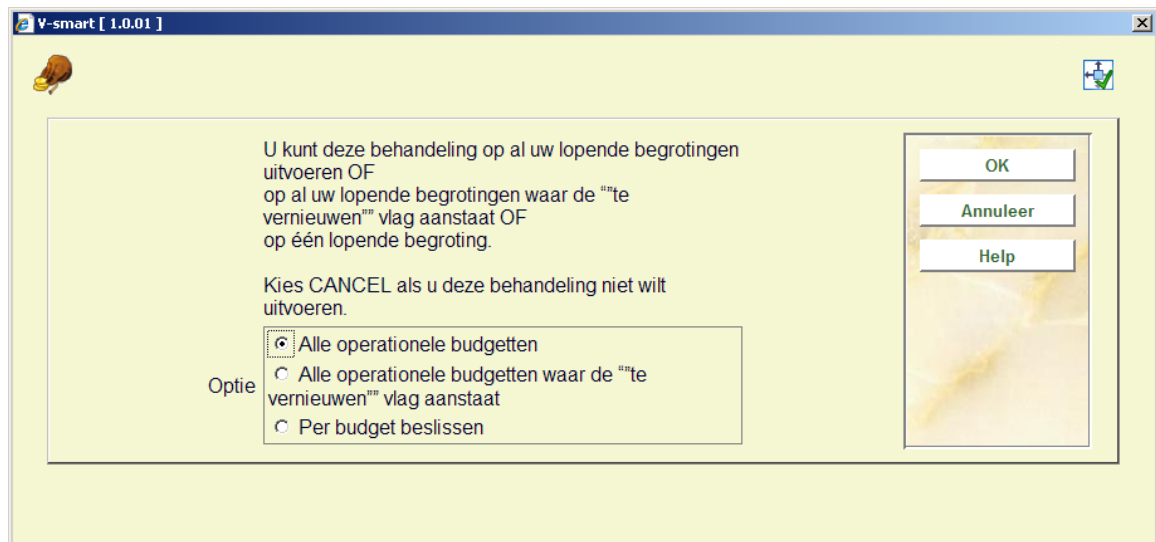 V-smart [ 1.0.01 ]
U kunt deze behandeling op al uw lopende begrotingen
uitvoeren OF
op al uw lopende begrotingen waar de “"te
vernieuwen"” vlag aanstaat OF
op één lopende begroting.
Kies CANCEL als u deze behandeling niet wilt
uitvoeren.
Optie
Alle operationele budgetten
Alle operationele budgetten waar de “"te
vernieuwen"” vlag aanstaat
Per budget beslissen
OK
Annuleer
Help